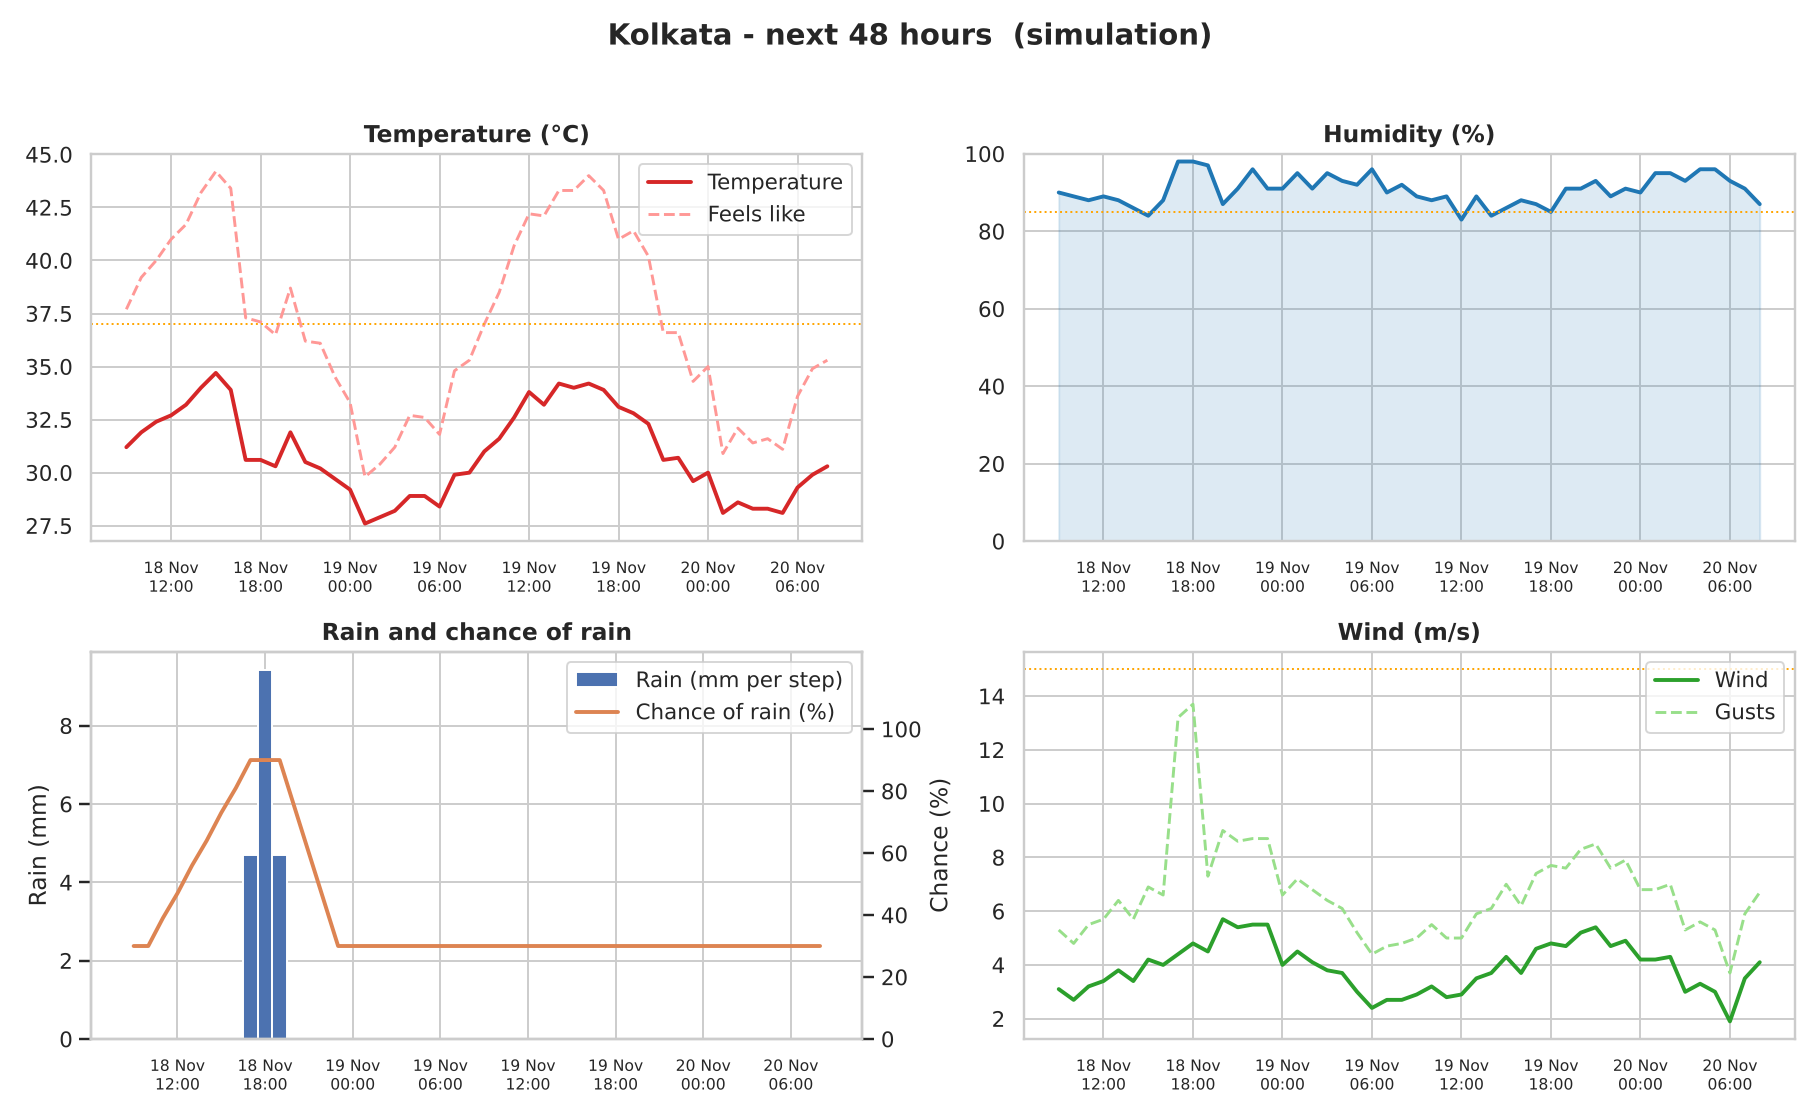 Kolkata - next 48 hours  (simulation)
Temperature (°C)
45.0
42.5
40.0
37.5
35.0
32.5
30.0
27.5
Temperature
Feels like
18 Nov 18 Nov 19 Nov 19 Nov 19 Nov 19 Nov 20 Nov 20 Nov
12:00 18:00 00:00 06:00 12:00 18:00 00:00 06:00
Humidity (%)
100
80
60
40
20
0
18 Nov 18 Nov 19 Nov 19 Nov 19 Nov 19 Nov 20 Nov 20 Nov
12:00 18:00 00:00 06:00 12:00 18:00 00:00 06:00
Rain and chance of rain
Rain (mm)
8
6
4
2
0
Rain (mm per step)
Chance of rain (%)
100
80
60
40
20
0
Chance (%)
18 Nov 18 Nov 19 Nov 19 Nov 19 Nov 19 Nov 20 Nov 20 Nov
12:00 18:00 00:00 06:00 12:00 18:00 00:00 06:00
Wind (m/s)
14
12
10
8
6
4
2
Wind
Gusts
18 Nov 18 Nov 19 Nov 19 Nov 19 Nov 19 Nov 20 Nov 20 Nov
12:00 18:00 00:00 06:00 12:00 18:00 00:00 06:00